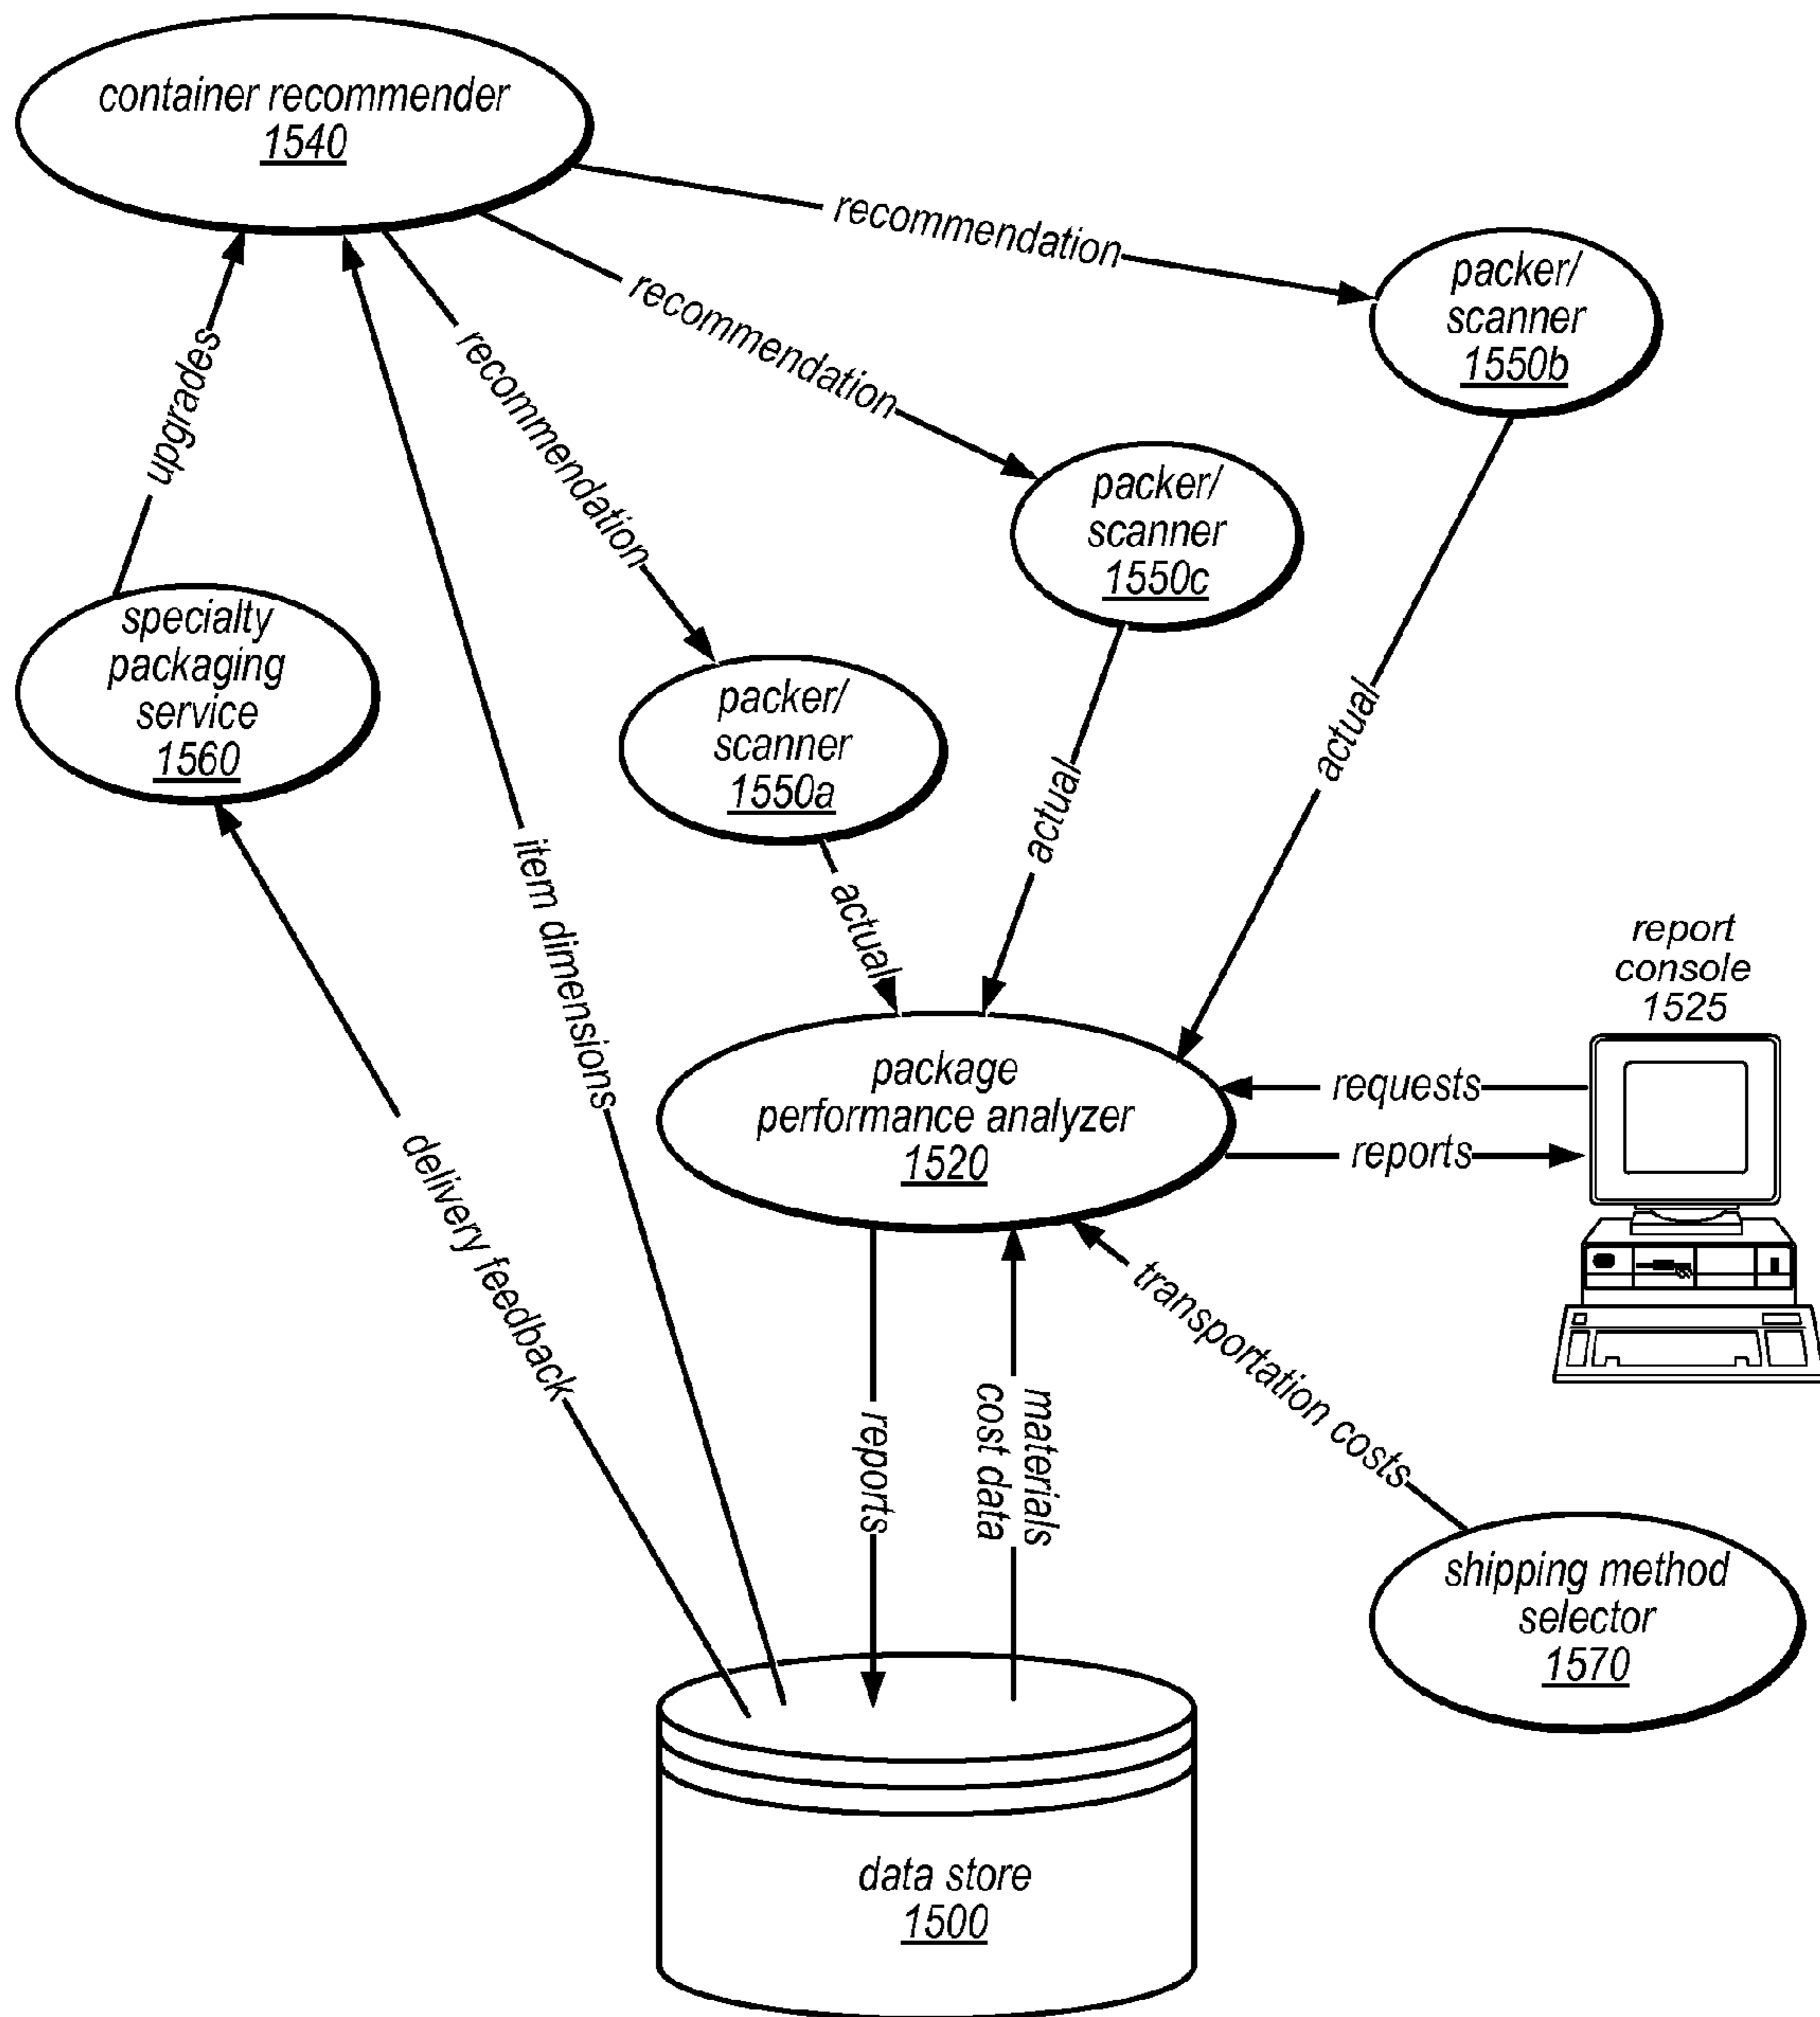 container recommender
1540
recommendation
packer/
scanner
1550b
recommendation
recommendation
upgrades
packer/
scanner
1550c
specialty
packaging
service
1560
packer/
scanner
1550a
actual
actual
actual
item dimensions
report
console
1525
package
performance analyzer
1520
requests
reports
delivery feedback
transportation costs
reports
materials
cost data
shipping method
selector
1570
data store
1500